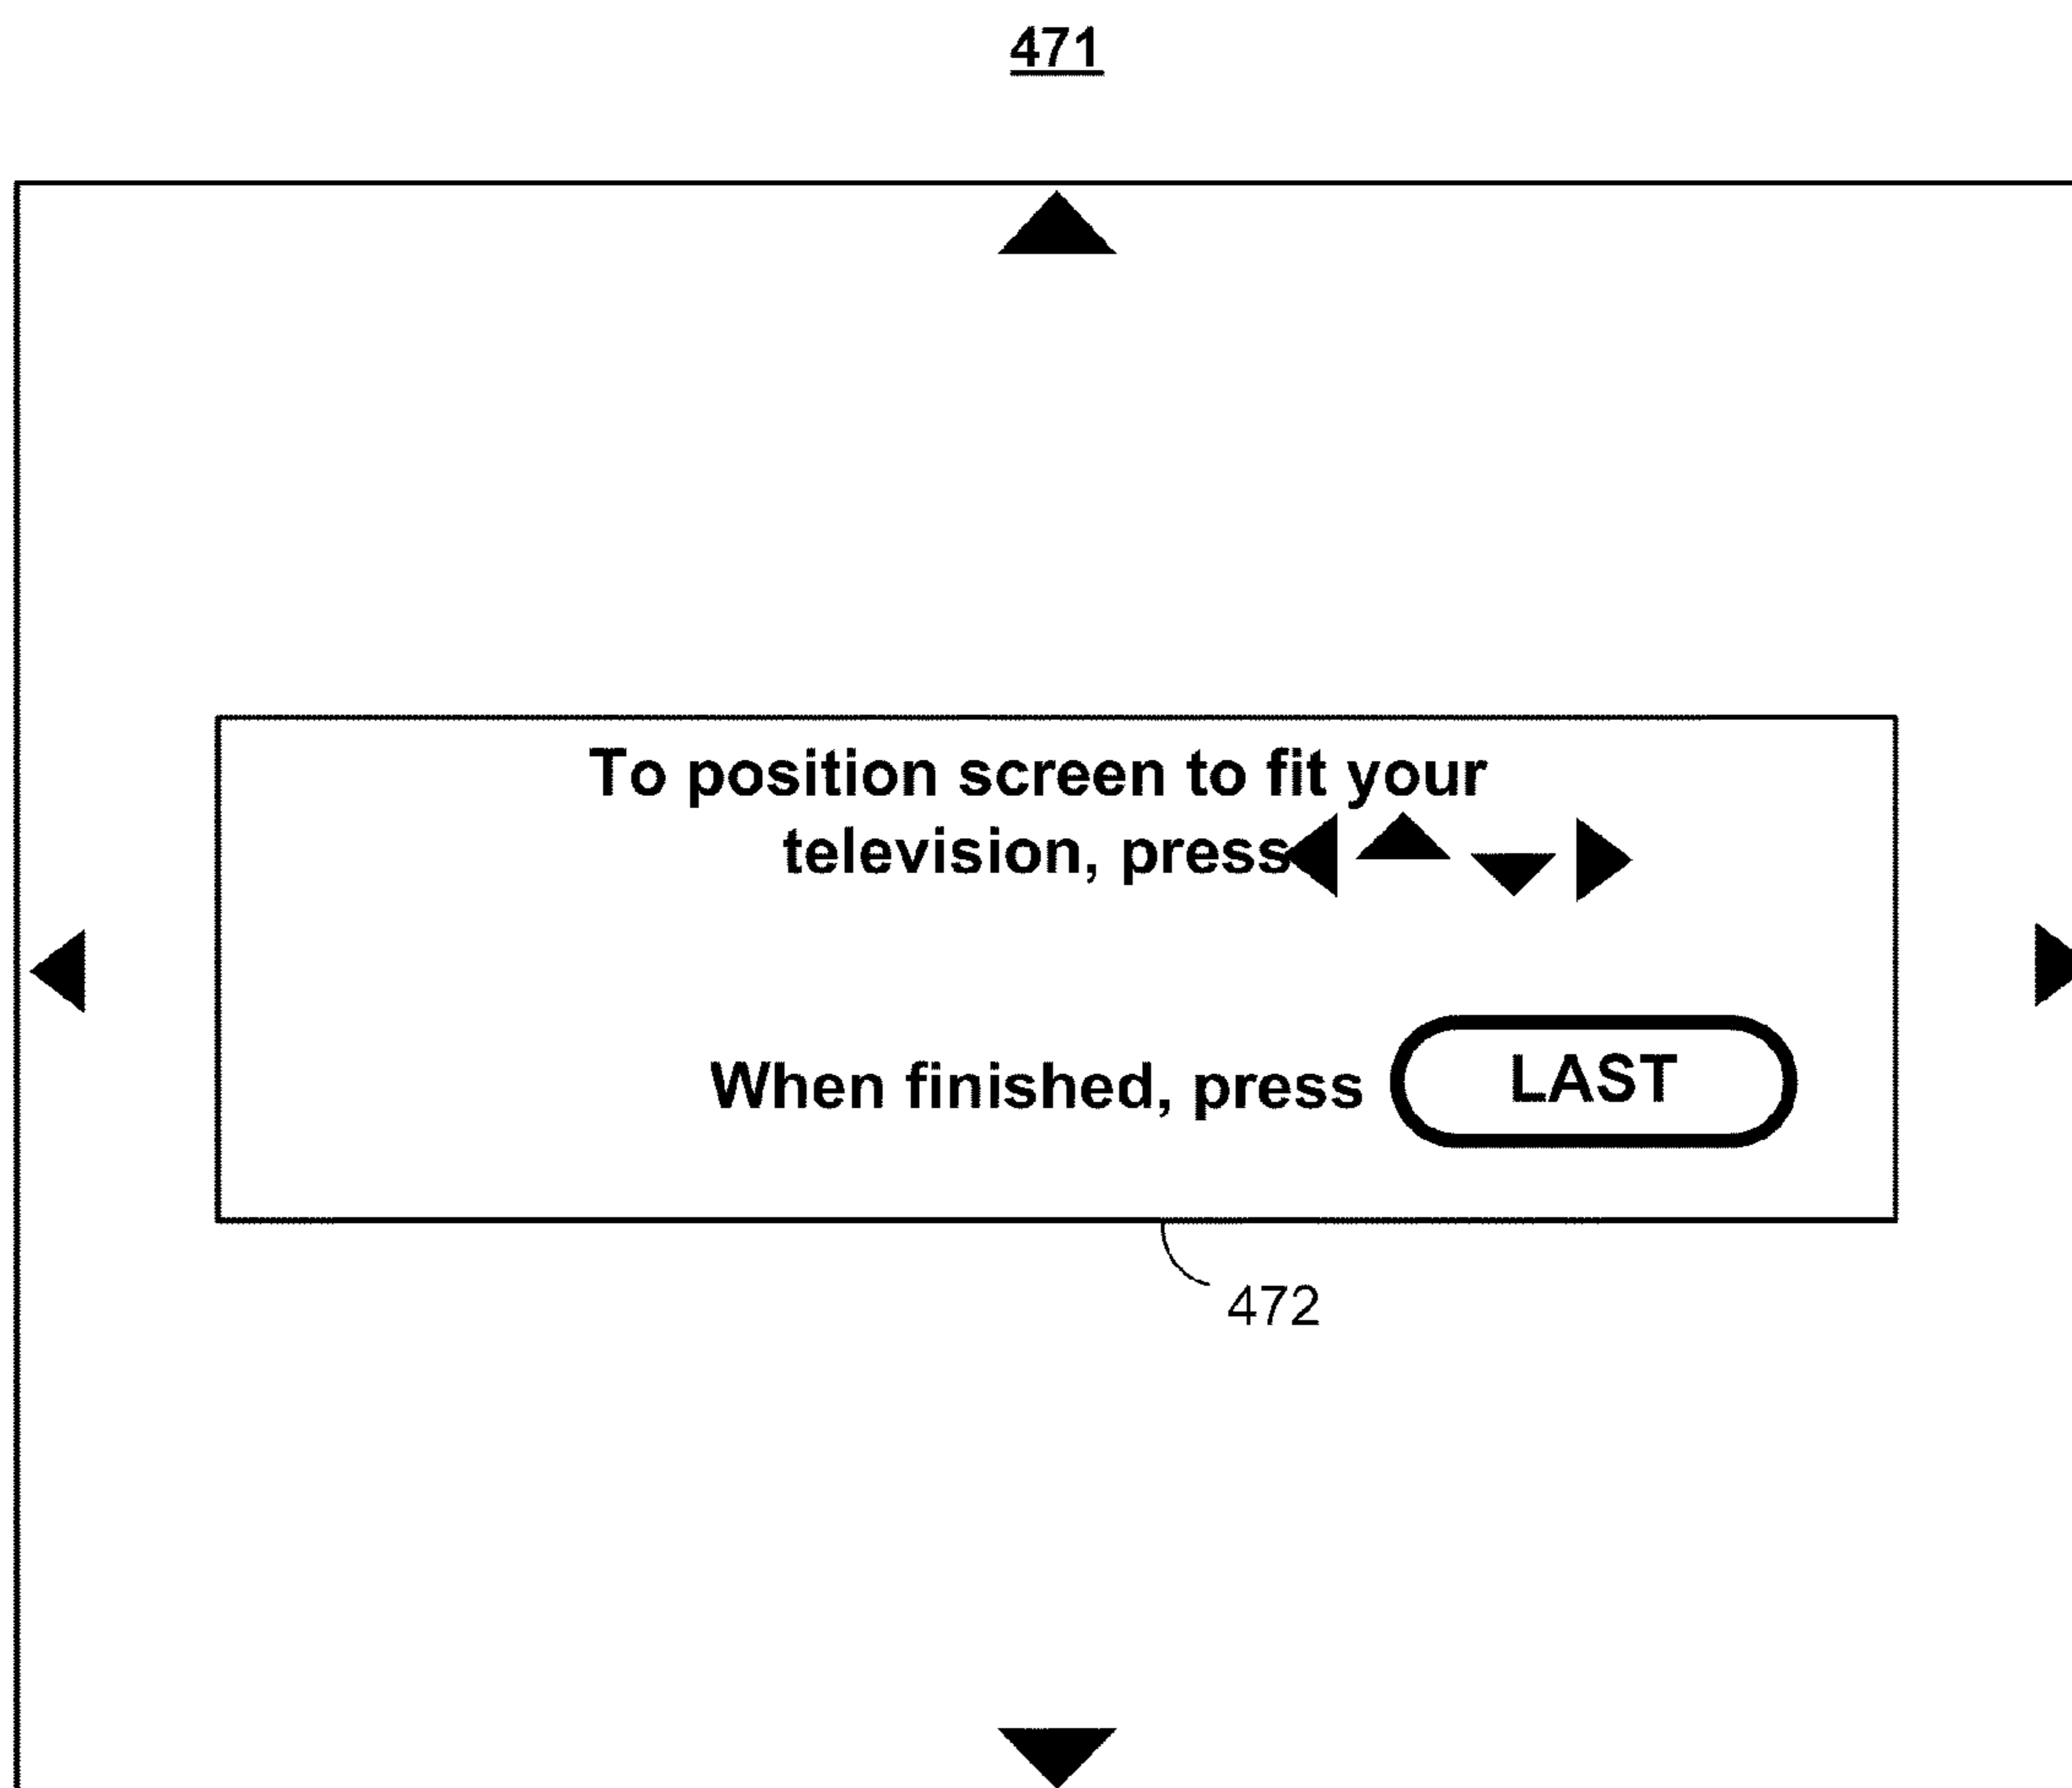 471
To position screen to fit your
television, press
When finished, press LAST
472